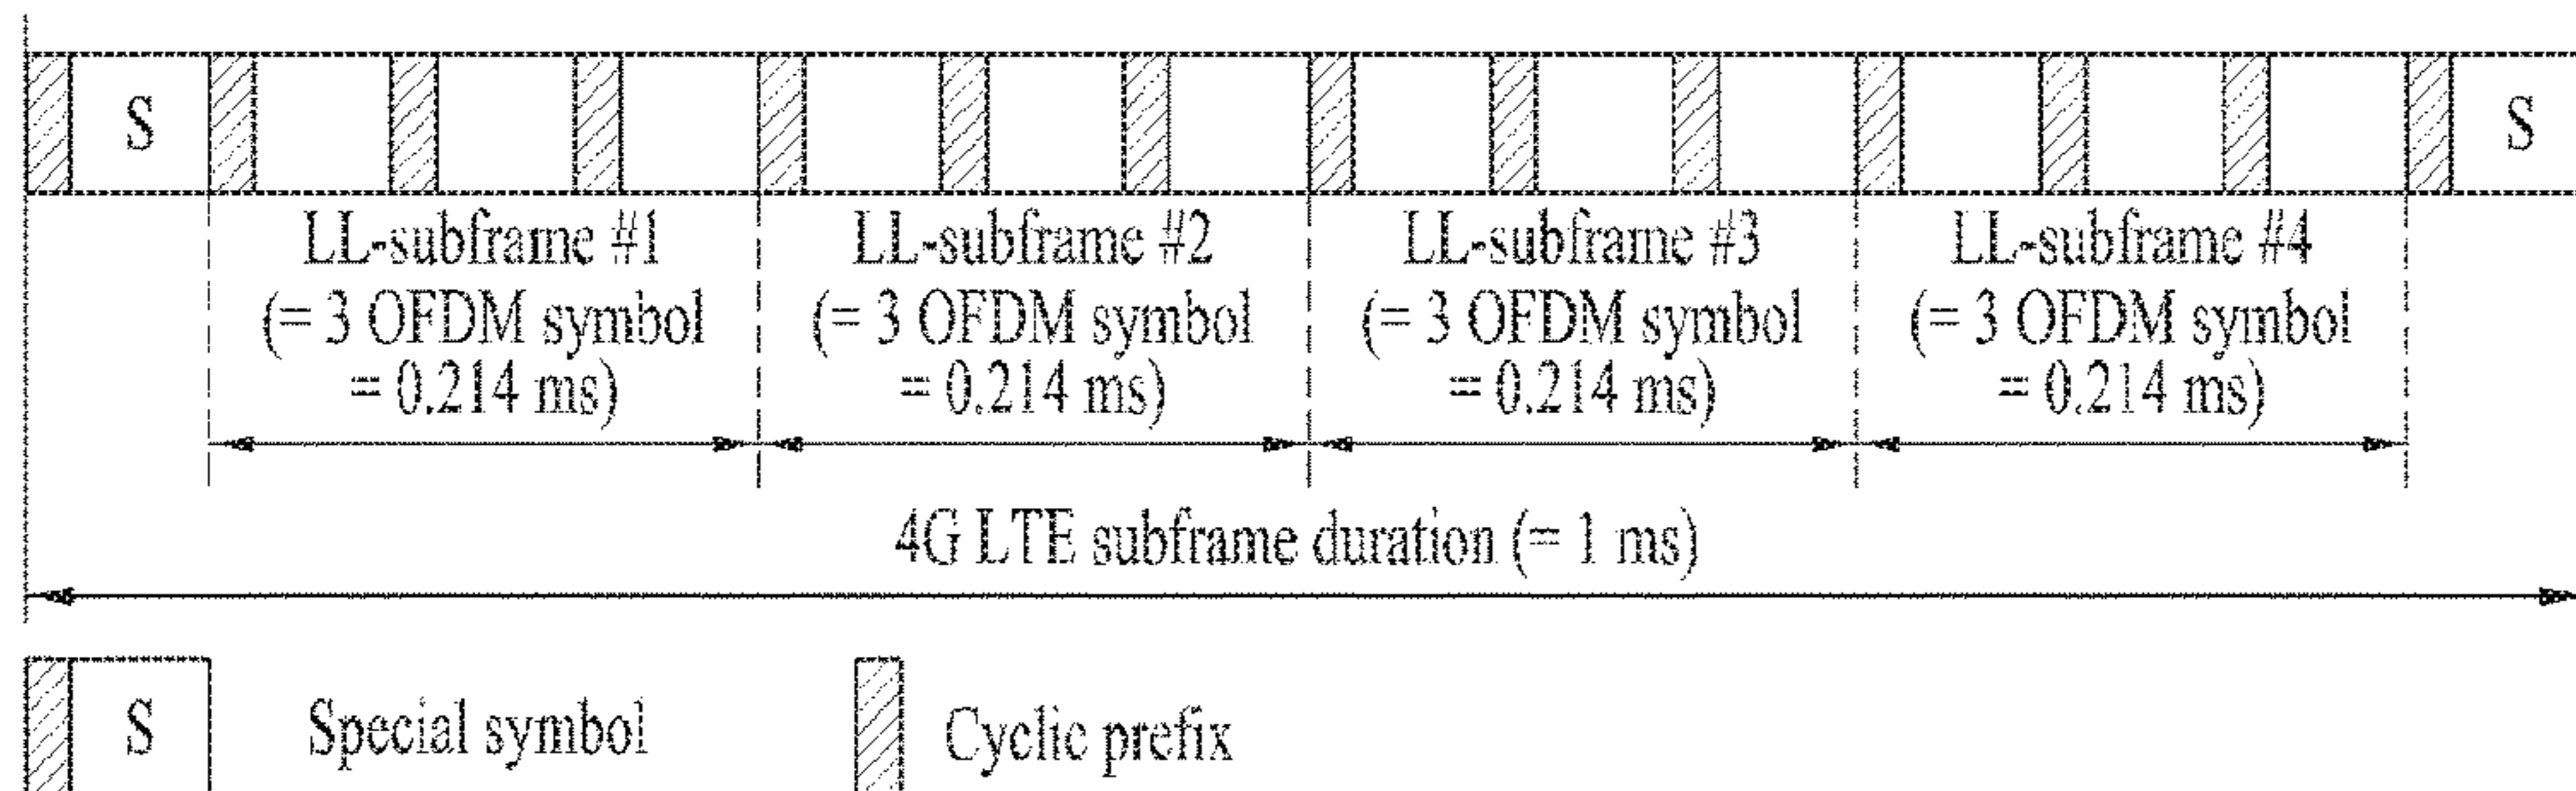 S S
LL-subframe #1 LL-subframe #2 LL-subframe #3 LL-subframe #4
(= 3 OFDM symbol (= 3 OFDM symbol (= 3 OFDM symbol (= 3 OFDM symbol
= 0.214 ms) = 0.214 ms) = 0.214 ms) = 0.214 ms)
4G LTE subframe duration (= 1 ms)
S Special symbol Cyclic prefix